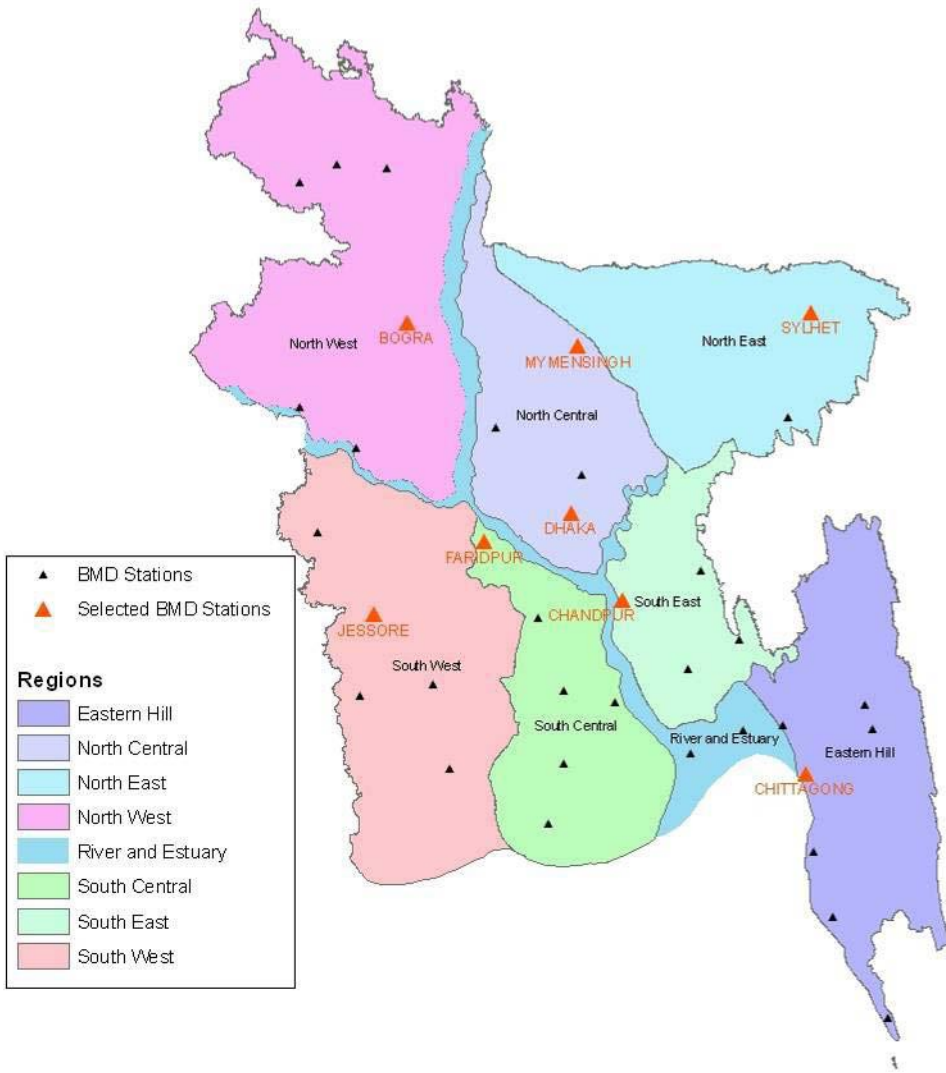 BOGRA
North West
SYLHET
North East
MYMENSINGH
North Central
DHAKA
FARIDPUR
CHANDPUR
South East
JESSORE
South West
South Central
River and Estuary
Eastern Hill
CHITTAGONG
BMD Stations
Selected BMD Stations
Regions
Eastern Hill
North Central
North East
North West
River and Estuary
South Central
South East
South West